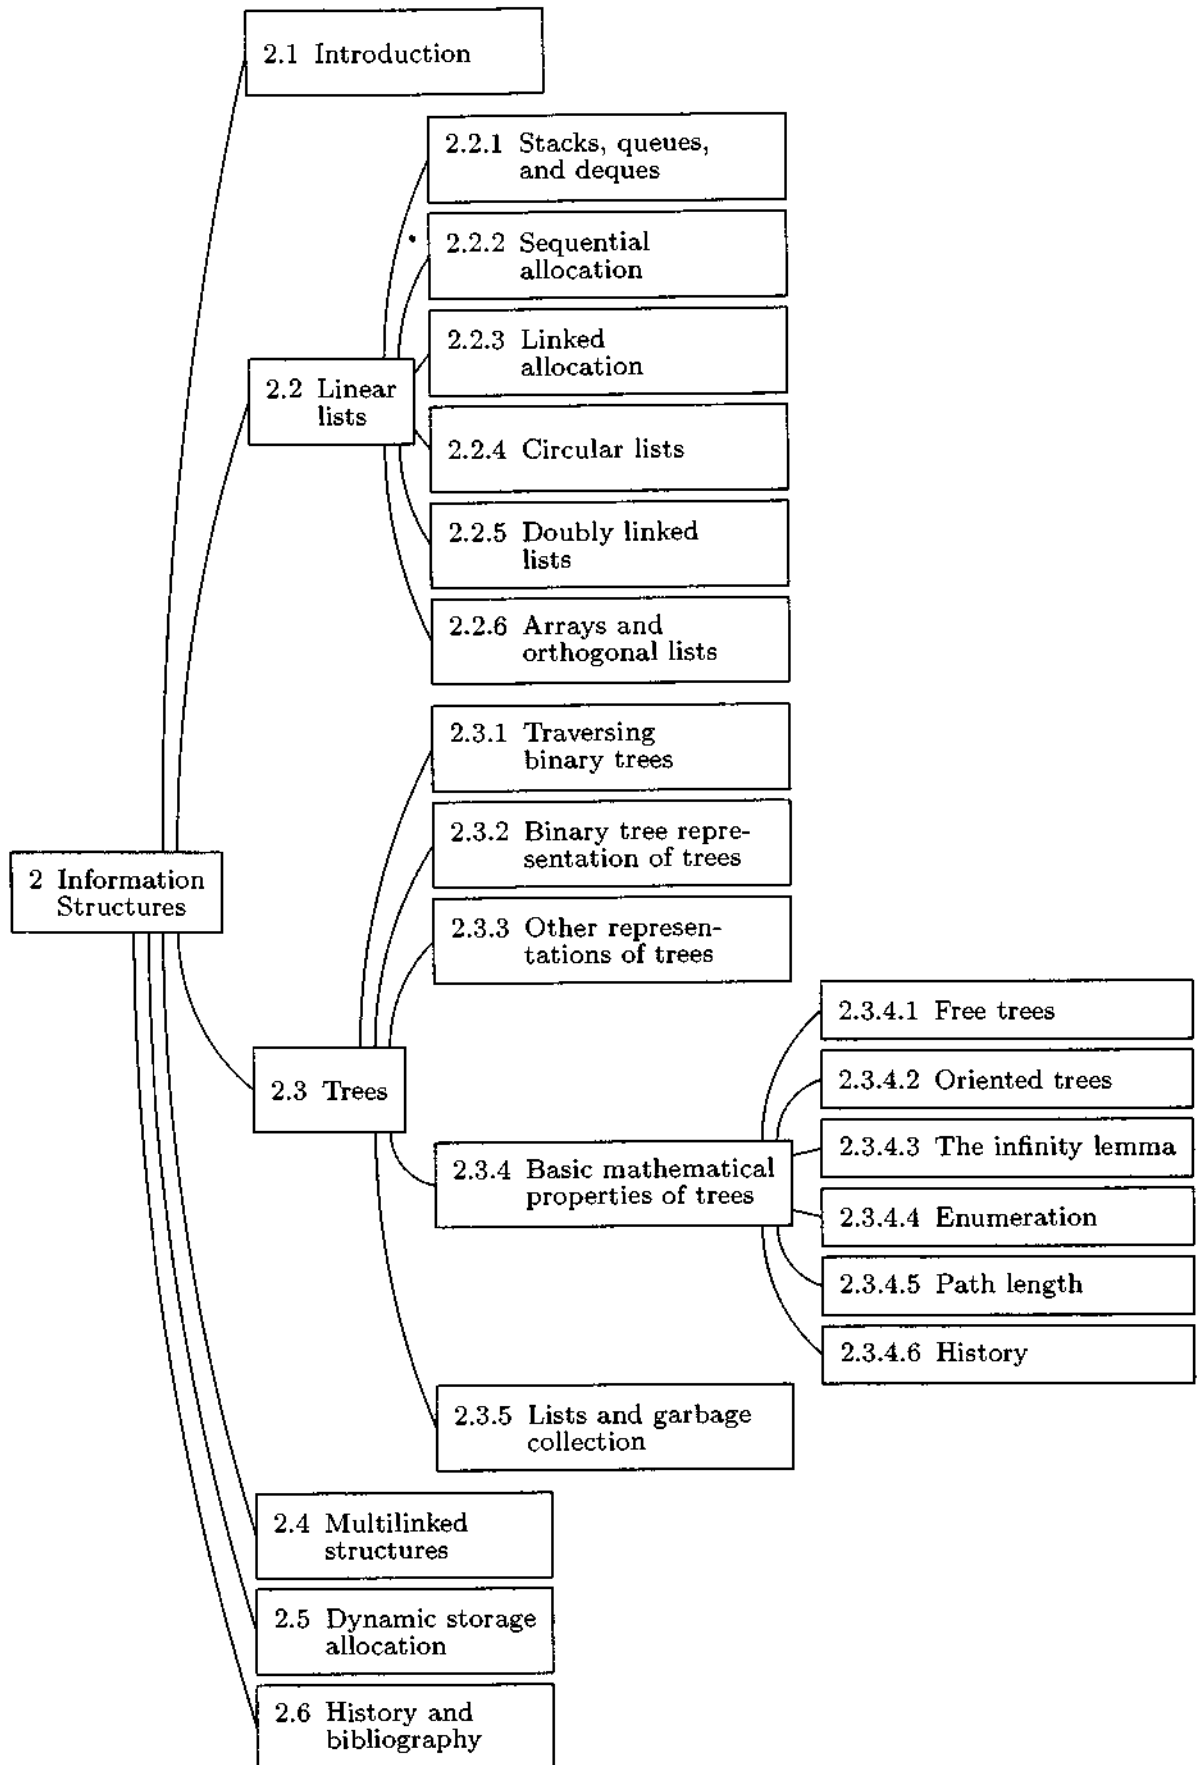 2.1 Introduction
2.2.1 Stacks, queues,
and deques
2.2.2 Sequential
allocation
2.2.3 Linked
allocation
2.2 Linear
lists
2.2.4 Circular lists
2.2.5 Doubly linked
lists
2.2.6 Arrays and
orthogonal lists
2.3.1 Traversing
binary trees
2.3.2 Binary tree repre-
sentation of trees
2 Information
Structures
2.3.3 Other represen-
tations of trees
2.3.4.1 Free trees
2.3 Trees
2.3.4.2 Oriented trees
2.3.4.3 The infinity lemma
2.3.4 Basic mathematical
properties of trees
2.3.4.4 Enumeration
2.3.4.5 Path length
2.3.4.6 History
2.3.5 Lists and garbage
collection
2.4 Multilinked
structures
2.5 Dynamic storage
allocation
2.6 History and
bibliography